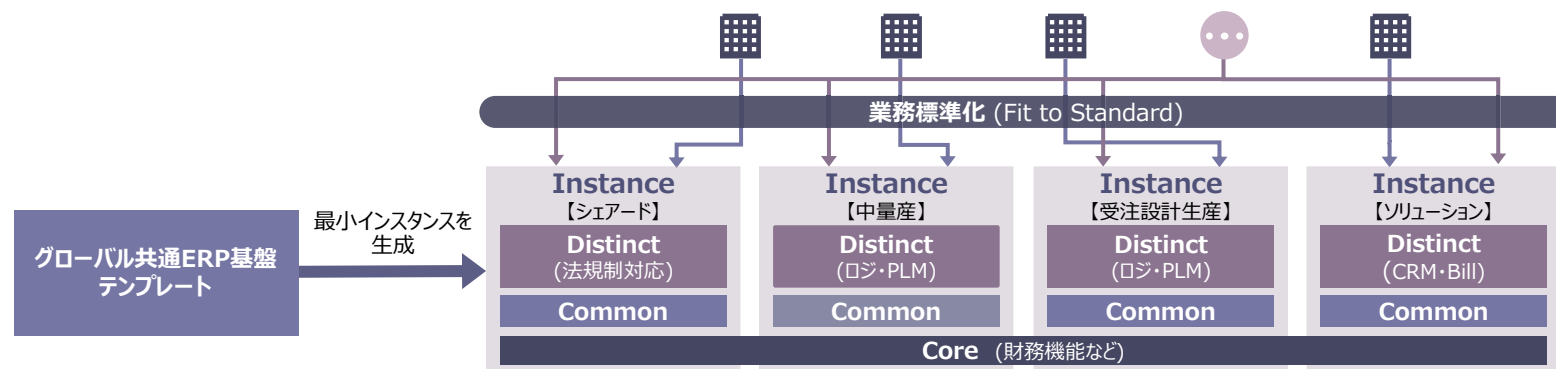 業務標準化 (Fit to Standard)
グローバル共通ERP基盤
テンプレート
最小インスタンスを
生成
Instance
【シェアード】
Distinct
(法規制対応)
Common
Instance
【中量産】
Distinct
(ロジ・PLM)
Common
Instance
【受注設計生産】
Distinct
(ロジ・PLM)
Common
Instance
【ソリューション】
Distinct
(CRM・Bill)
Common
Core (財務機能など)